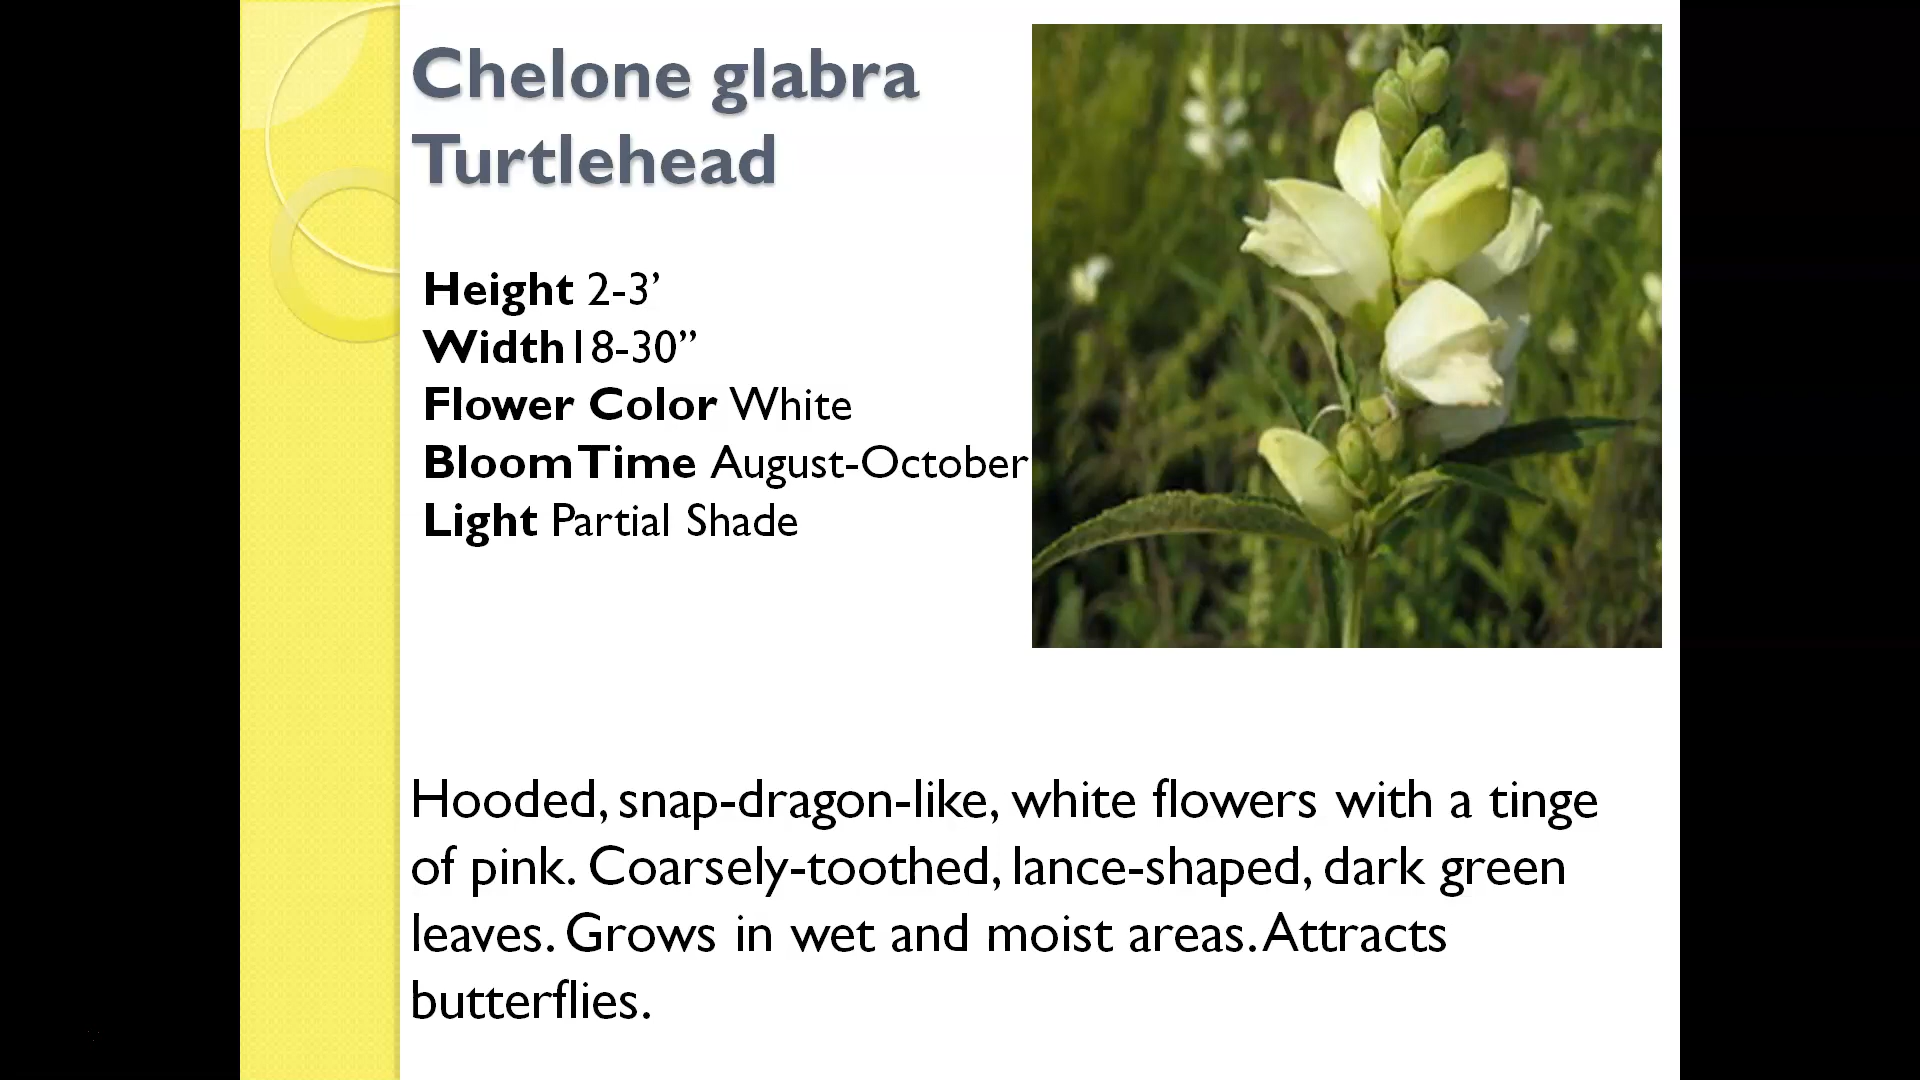 Chelone glabra
Turtlehead
Height 2-3’
Width18-30”
Flower Color White
Bloom Time August-October
Light Partial Shade
Hooded, snap-dragon-like, white flowers with a tinge
of pink. Coarsely-toothed, lance-shaped, dark green
leaves. Grows in wet and moist areas. Attracts
butterflies.